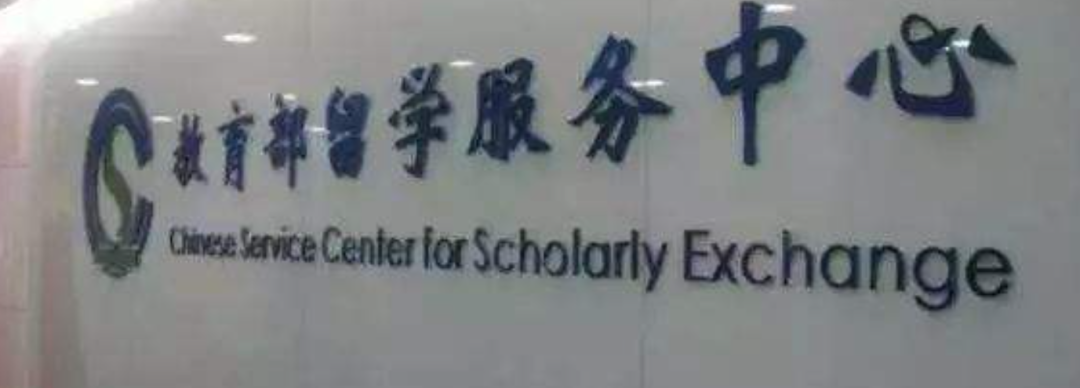 教育部留学服务中心
Chinese Service Center for Scholarly Exchange